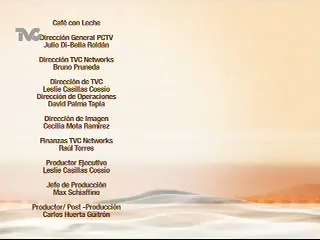 Café con Leche
TVC
Dirección General PCTV
Julio Di-Bella Roldán
Dirección TVC Networks
Bruno Pruneda
Dirección de TVC
Leslie Casillas Cossio
Dirección de Operaciones
David Palma Tapia
Dirección de Imagen
Cecilia Mota Ramírez
Finanzas TVC Networks
Raúl Torres
Productor Ejecutivo
Leslie Casillas Cossio
Jefe de Producción
Max Schiaffino
Productor/ Post -Producción
Carlos Huerta Güitrón